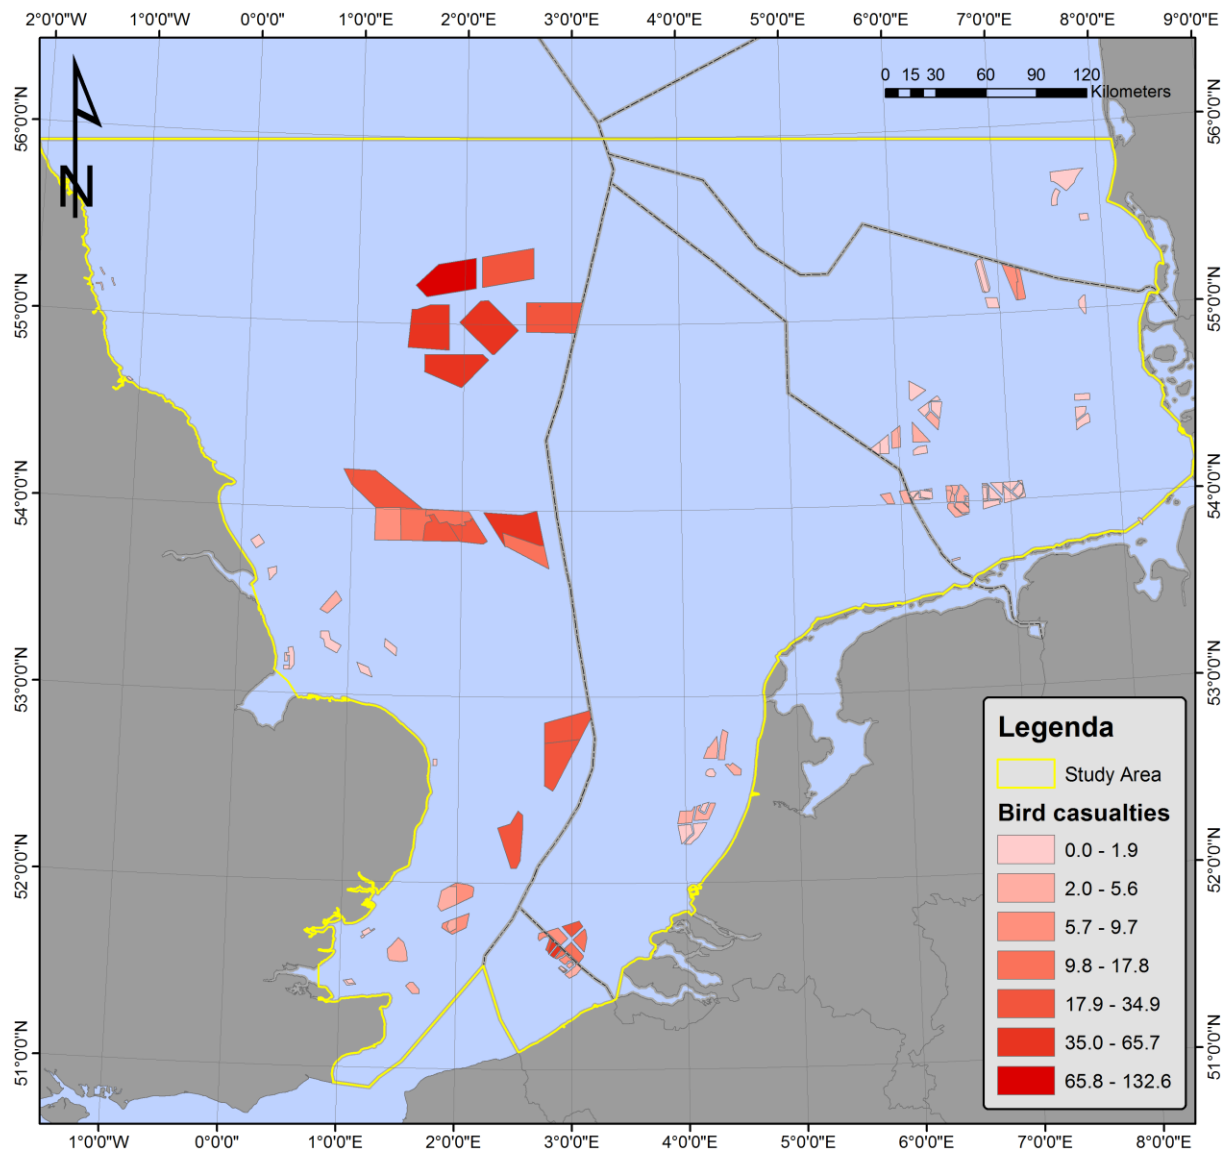 2°0'0"W 1°0'0"W 0°0'0" 1°0'0"E 2°0'0"E 3°0'0"E 4°0'0"E 5°0'0"E 6°0'0"E 7°0'0"E 8°0'0"E 9°0'0"E
0 15 30 60 90 120
Kilometers
N
56°0'0"N 56°0'0"N
55°0'0"N 55°0'0"N
54°0'0"N 54°0'0"N
53°0'0"N 53°0'0"N
52°0'0"N 52°0'0"N
51°0'0"N 51°0'0"N
Legenda
Study Area
Bird casualties
0.0 - 1.9
2.0 - 5.6
5.7 - 9.7
9.8 - 17.8
17.9 - 34.9
35.0 - 65.7
65.8 - 132.6
1°0'0"W 0°0'0" 1°0'0"E 2°0'0"E 3°0'0"E 4°0'0"E 5°0'0"E 6°0'0"E 7°0'0"E 8°0'0"E